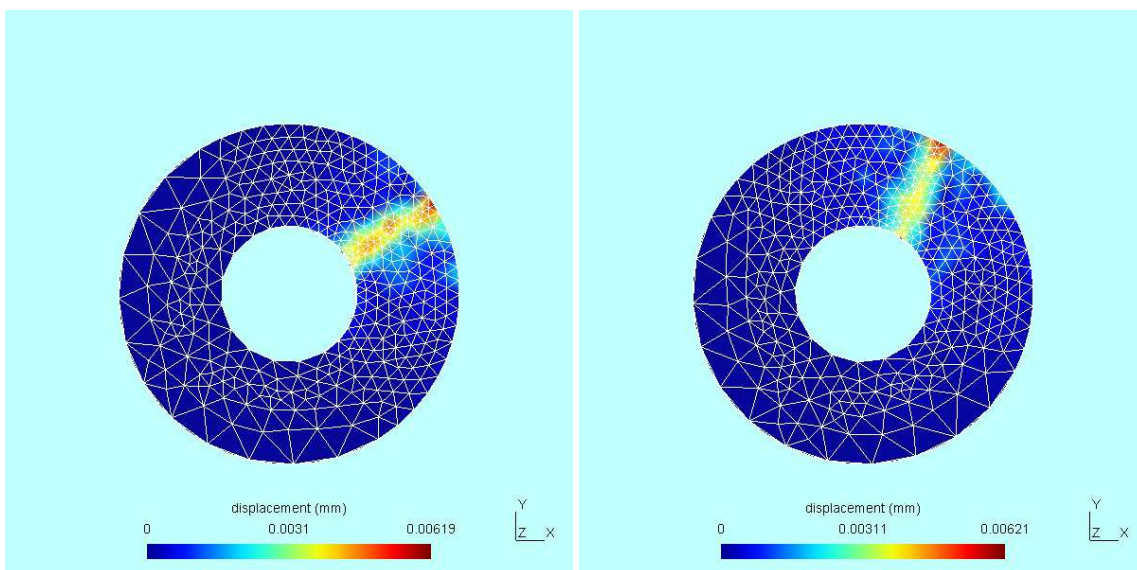 displacement (mm)
0 0.0031 0.00619
Y
Z X
displacement (mm)
0 0.00311 0.00621
Y
Z X